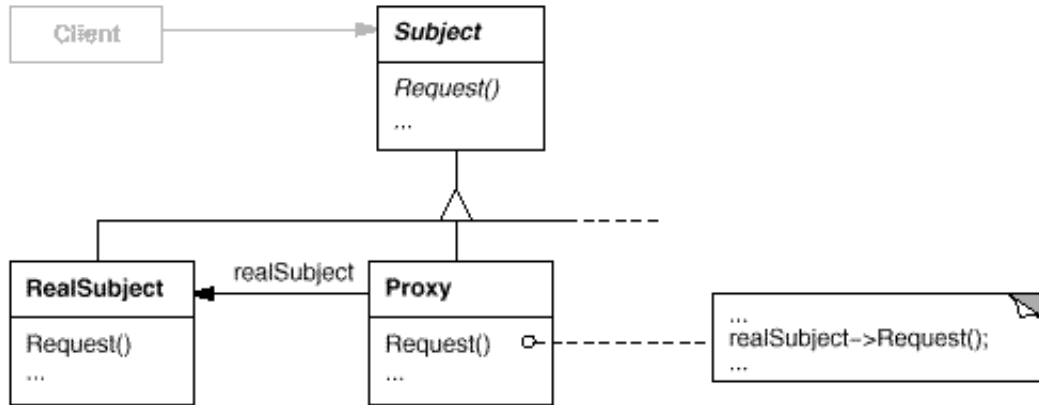 Client
Subject
Request()
...
RealSubject
Request()
...
realSubject
Proxy
Request()
...
...
realSubject->Request();
...